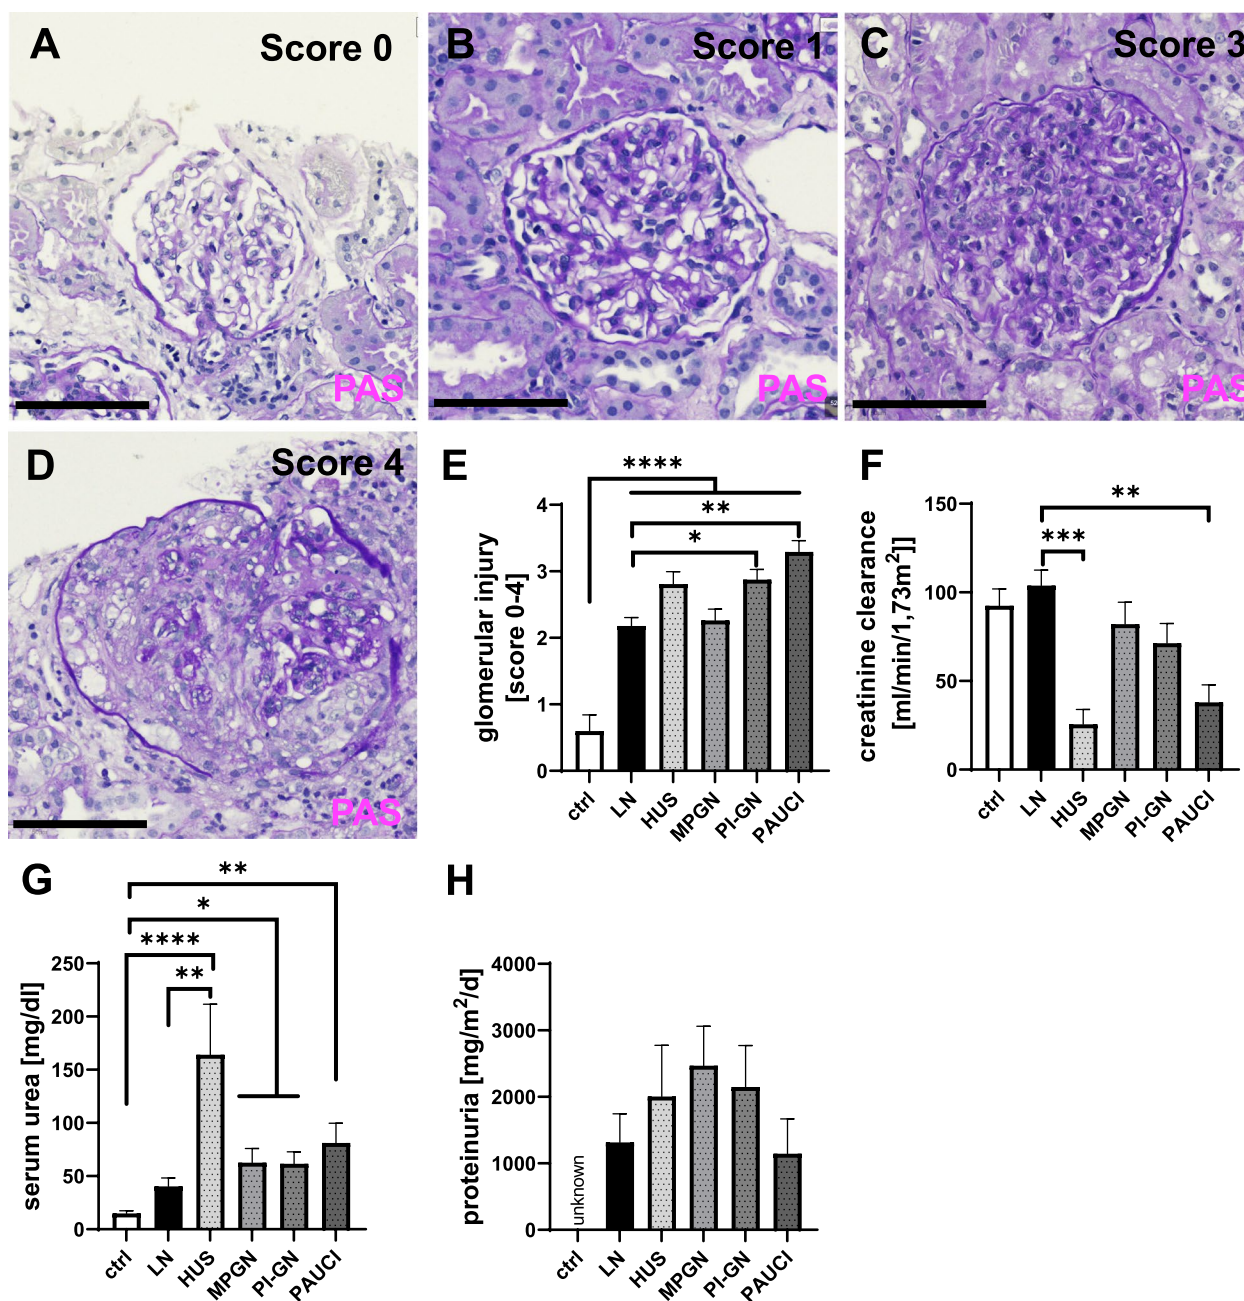 A
Score 0
PAS
B
Score 1
PAS
C
Score 3
PAS
D
Score 4
PAS
E
****
**
*
glomerular injury
[score 0-4]
4
3
2
1
0
ctrl
LN
HUS
MPGN
PI-GN
PAUCI
F
**
***
creatinine clearance
[ml/min/1,73m²]]
150
100
50
0
ctrl
LN
HUS
MPGN
PI-GN
PAUCI
G
**
*
****
**
serum urea [mg/dl]
250
200
150
100
50
0
ctrl
LN
HUS
MPGN
PI-GN
PAUCI
H
proteinuria [mg/m²/d]
4000
3000
2000
1000
0
unknown
ctrl
LN
HUS
MPGN
PI-GN
PAUCI